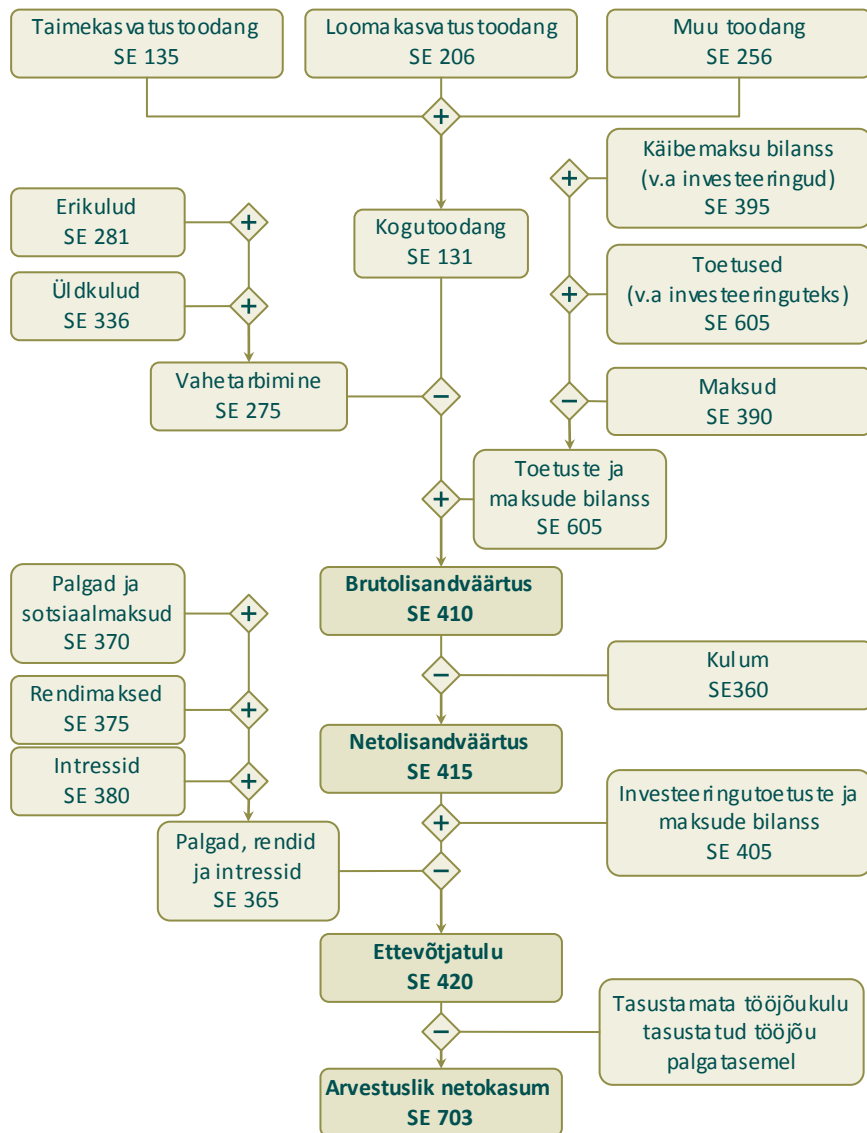 Taimekasvatustoodang
SE 135
Loomakasvatustoodang
SE 206
Muu toodang
SE 256
+
Käibemaksu bilanss
(v.a investeeringud)
SE 395
+
Erikulud
SE 281
+
Kogutoodang
SE 131
Toetused
(v.a investeeringuteks)
SE 605
+
Üldkulud
SE 336
+
Vahetarbimine
SE 275
−
Maksud
SE 390
−
Toetuste ja
maksude bilanss
SE 605
+
Brutolisandväärtus
SE 410
Palgad ja
sotsiaalmaksud
SE 370
+
Kulum
SE360
−
Rendimaksed
SE 375
+
Netolisandväärtus
SE 415
Intressid
SE 380
+
Investeeringutoetuste ja
maksude bilanss
SE 405
+
Palgad, rendid
ja intressid
SE 365
−
Ettevõtjatulu
SE 420
Tasustamata tööjõukulu
tasustatud tööjõu
palgatasemel
−
Arvestuslik netokasum
SE 703